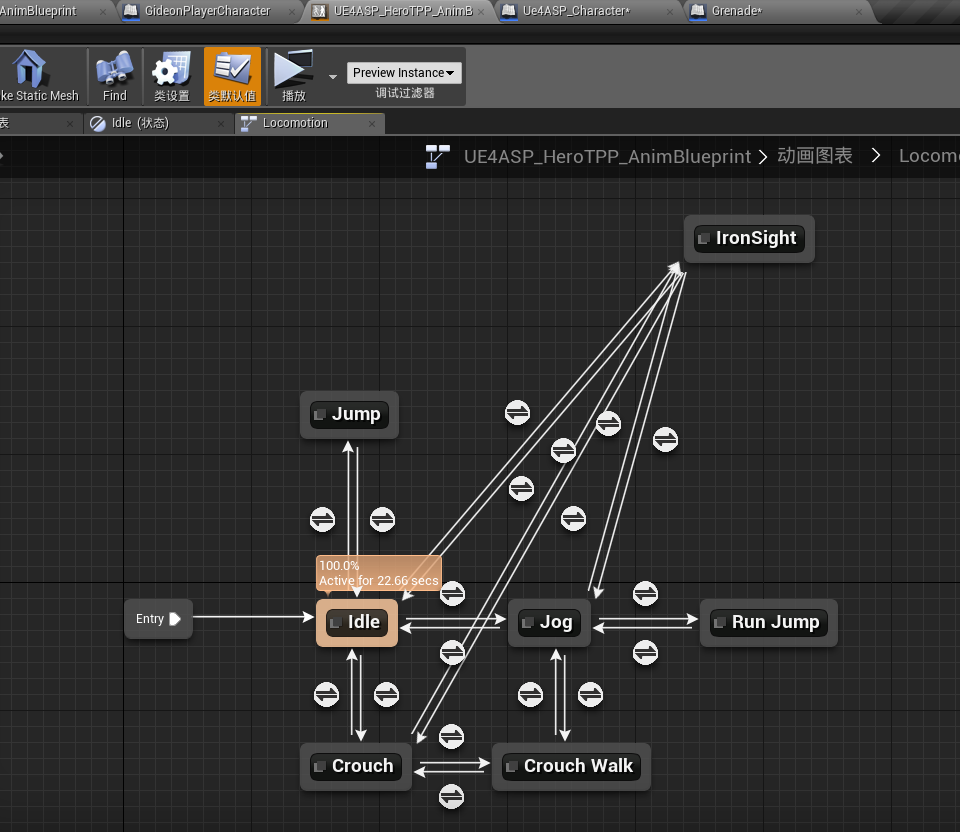 AnimBlueprint
GideonPlayerCharacter
UE4ASP_HeroTPP_AnimB
Ue4ASP_Character*
Grenade*
ke Static Mesh
Find
类设置
类默认值
播放
Preview Instance
调试过滤器
表
Idle (状态)
Locomotion
UE4ASP_HeroTPP_AnimBlueprint
动画图表
Locom
IronSight
Jump
100.0%
Active for 22.66 secs
Entry
Idle
Jog
Run Jump
Crouch
Crouch Walk